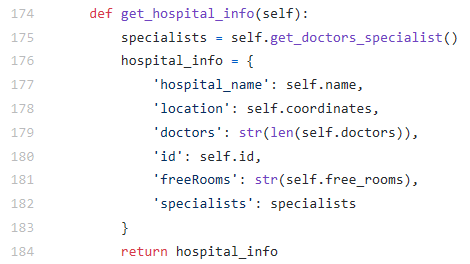 174 def get_hospital_info(self):
175 specialists = self.get_doctors_specialist()
176 hospital_info = {
177 'hospital_name': self.name,
178 'location': self.coordinates,
179 'doctors': str(len(self.doctors)),
180 'id': self.id,
181 'freeRooms': str(self.free_rooms),
182 'specialists': specialists
183 }
184 return hospital_info